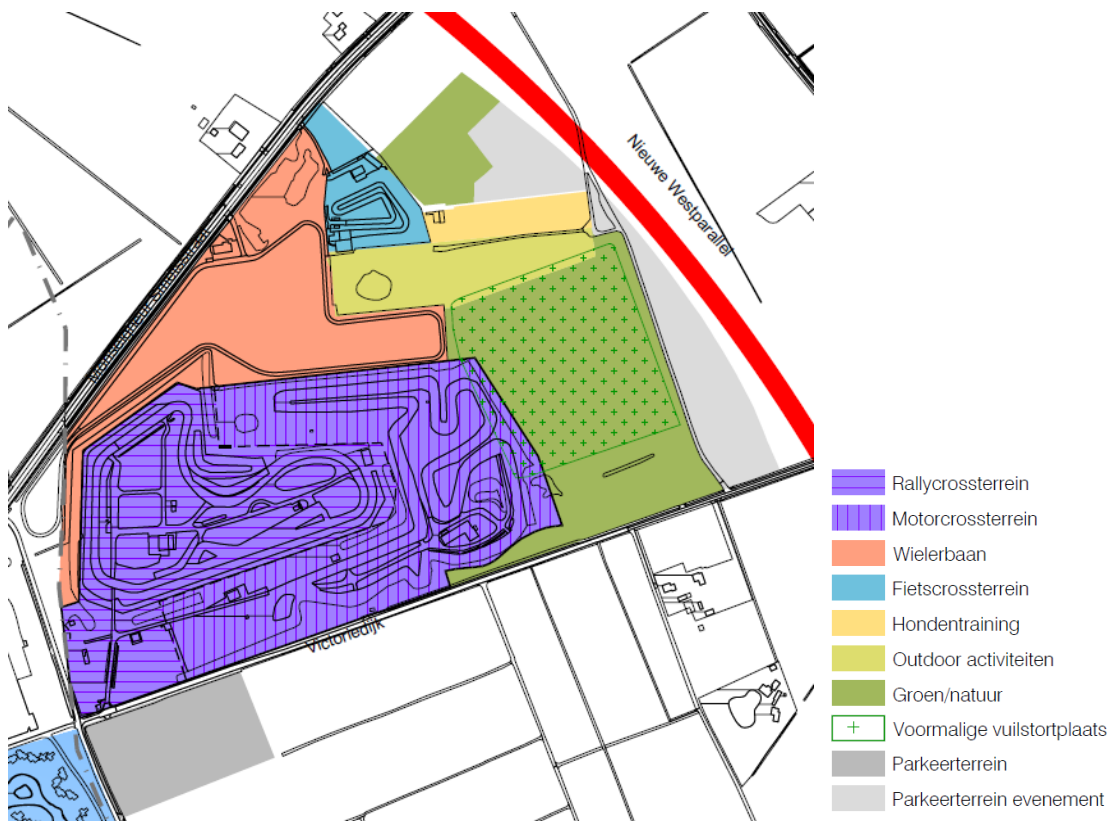 Nieuwe Westparallel
Victoriedijk
Rallycrossterrein
Motorcrossterrein
Wielerbaan
Fietscrossterrein
Hondentraining
Outdoor activiteiten
Groen/natuur
Voormalige vuilstortplaats
Parkeerterrein
Parkeerterrein evenement